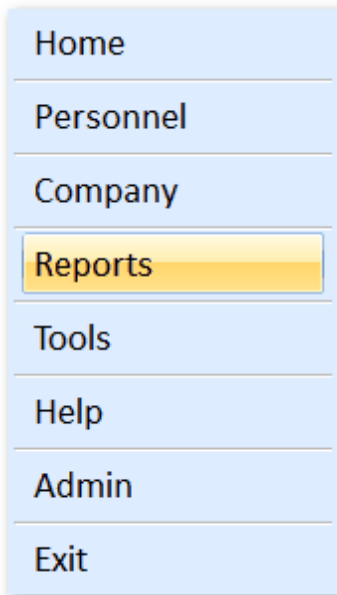 Home
Personnel
Company
Reports
Tools
Help
Admin
Exit